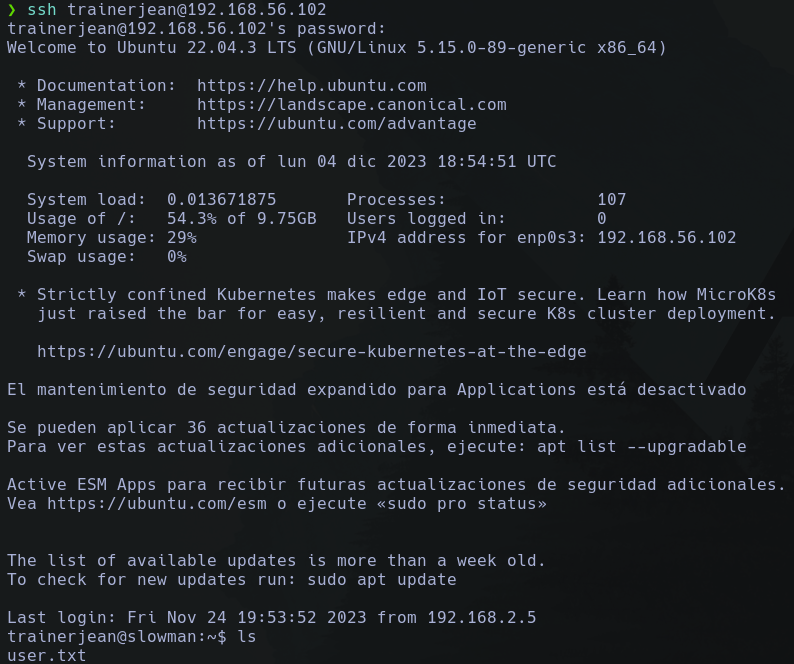 ❯ ssh trainerjean@192.168.56.102
trainerjean@192.168.56.102's password:
Welcome to Ubuntu 22.04.3 LTS (GNU/Linux 5.15.0-89-generic x86_64)
* Documentation:  https://help.ubuntu.com
* Management:     https://landscape.canonical.com
* Support:        https://ubuntu.com/advantage
System information as of lun 04 dic 2023 18:54:51 UTC
System load:  0.013671875       Processes:               107
Usage of /:   54.3% of 9.75GB   Users logged in:         0
Memory usage: 29%               IPv4 address for enp0s3: 192.168.56.102
Swap usage:   0%
* Strictly confined Kubernetes makes edge and IoT secure. Learn how MicroK8s
just raised the bar for easy, resilient and secure K8s cluster deployment.
https://ubuntu.com/engage/secure-kubernetes-at-the-edge
El mantenimiento de seguridad expandido para Applications está desactivado
Se pueden aplicar 36 actualizaciones de forma inmediata.
Para ver estas actualizaciones adicionales, ejecute: apt list --upgradable
Active ESM Apps para recibir futuras actualizaciones de seguridad adicionales.
Vea https://ubuntu.com/esm o ejecute «sudo pro status»
The list of available updates is more than a week old.
To check for new updates run: sudo apt update
Last login: Fri Nov 24 19:53:52 2023 from 192.168.2.5
trainerjean@slowman:~$ ls
user.txt